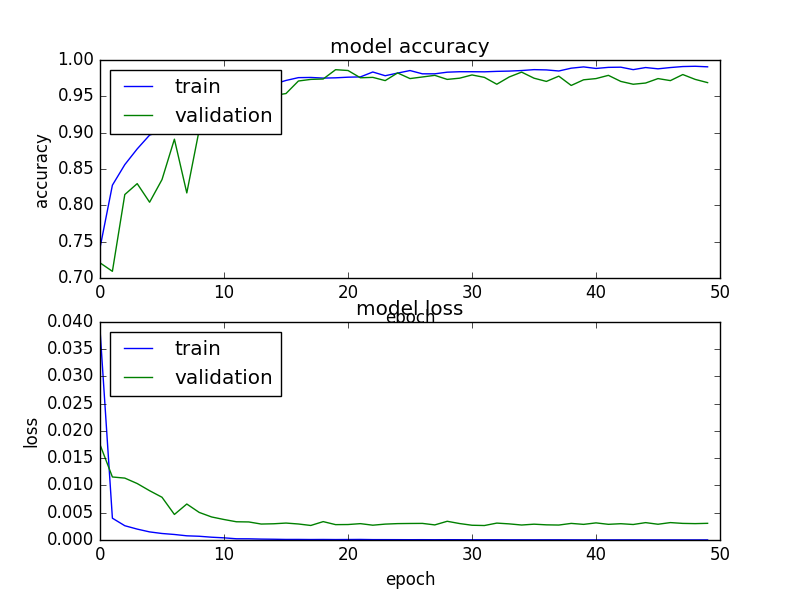 model accuracy
1.00
0.95
0.90
0.85
0.80
0.75
0.70
accuracy
train
validation
0 10 20 30 40 50
epoch
model loss
0.040
0.035
0.030
0.025
0.020
0.015
0.010
0.005
0.000
loss
train
validation
0 10 20 30 40 50
epoch